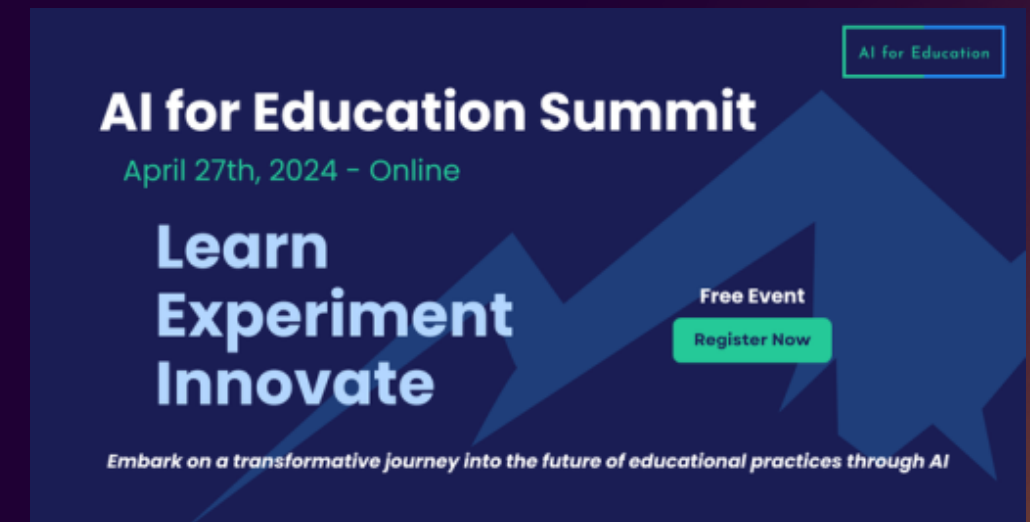 AI for Education
AI for Education Summit
April 27th, 2024 - Online
Learn
Experiment
Innovate
Free Event
Register Now
Embark on a transformative journey into the future of educational practices through AI